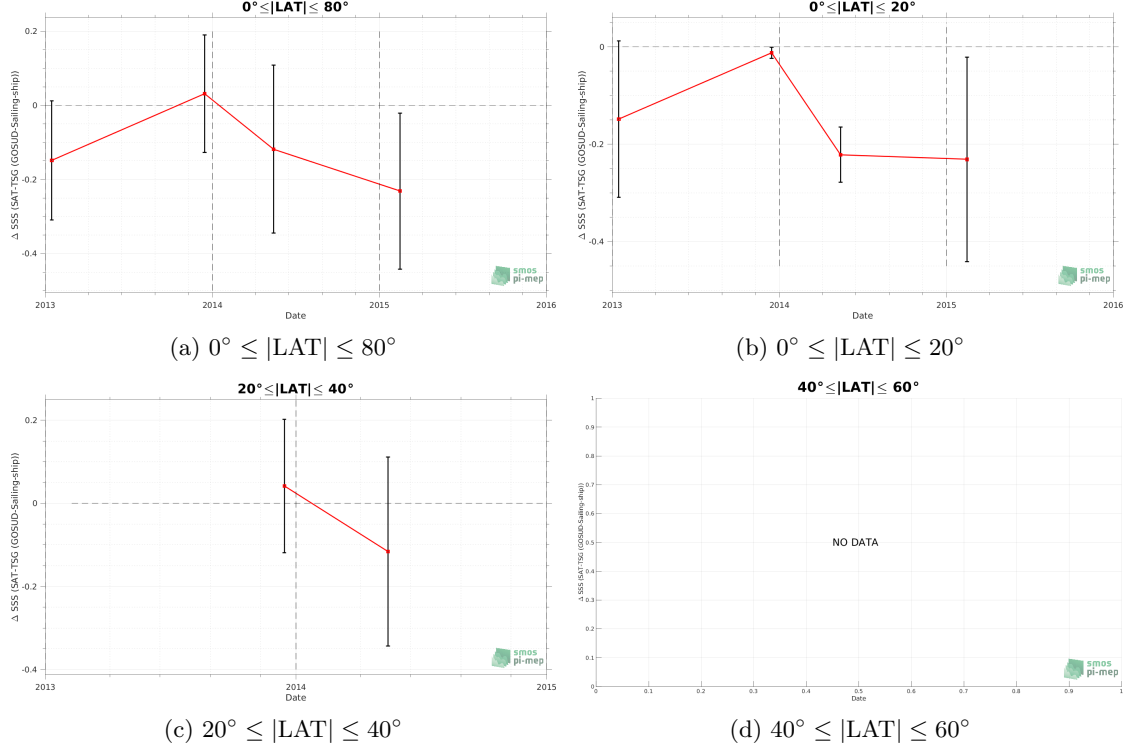 0°≤|LAT|≤ 80°
0.2
0
-0.2
-0.4
Δ SSS (SAT-TSG (GOSUD-Sailing-ship))
2013 2014 2015 2016
Date
smos
pi-mep
(a) 0° ≤ |LAT| ≤ 80°
0°≤|LAT|≤ 20°
0
-0.2
-0.4
Δ SSS (SAT-TSG (GOSUD-Sailing-ship))
2013 2014 2015 2016
Date
smos
pi-mep
(b) 0° ≤ |LAT| ≤ 20°
20°≤|LAT|≤ 40°
0.2
0
-0.2
-0.4
Δ SSS (SAT-TSG (GOSUD-Sailing-ship))
2013 2014 2015
Date
smos
pi-mep
(c) 20° ≤ |LAT| ≤ 40°
40°≤|LAT|≤ 60°
1
0.9
0.8
0.7
0.6
0.5
0.4
0.3
0.2
0.1
0
Δ SSS (SAT-TSG (GOSUD-Sailing-ship))
NO DATA
0 0.1 0.2 0.3 0.4 0.5 0.6 0.7 0.8 0.9 1
Date
smos
pi-mep
(d) 40° ≤ |LAT| ≤ 60°